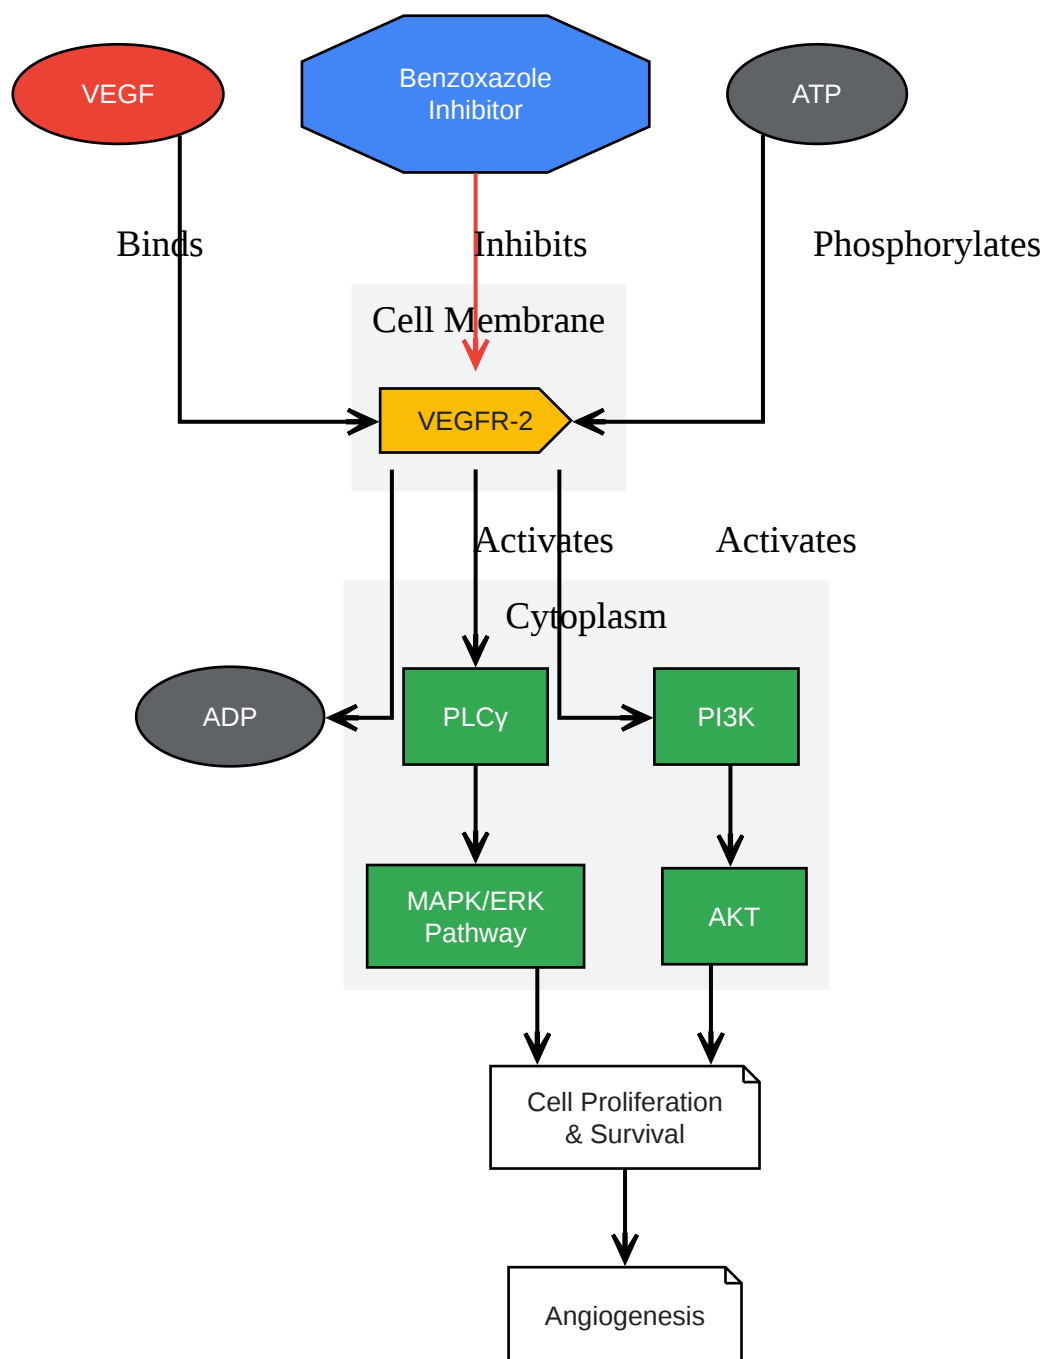 VEGF
Benzoxazole
Inhibitor
ATP
Binds
Inhibits
Phosphorylates
Cell Membrane
VEGFR-2
Activates
Activates
Cytoplasm
ADP
PLCγ
PI3K
MAPK/ERK
Pathway
AKT
Cell Proliferation
& Survival
Angiogenesis